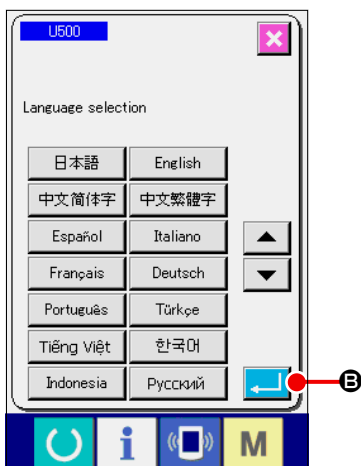 U500
Language selection
日本語 English
中文简体字 中文繁體字
Español Italiano
Français Deutsch
Português Türkçe
Tiếng Việt 한국어
Indonesia Русский
B
i M